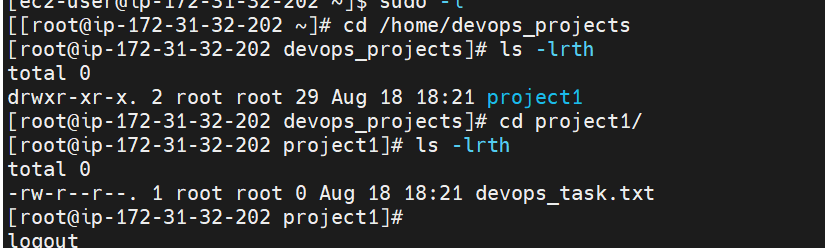 [ec2-user@ip-172-31-32-202 ~]$ sudo -i
[[root@ip-172-31-32-202 ~]# cd /home/devops_projects
[root@ip-172-31-32-202 devops_projects]# ls -lrth
total 0
drwxr-xr-x. 2 root root 29 Aug 18 18:21 project1
[root@ip-172-31-32-202 devops_projects]# cd project1/
[root@ip-172-31-32-202 project1]# ls -lrth
total 0
-rw-r--r--. 1 root root 0 Aug 18 18:21 devops_task.txt
[root@ip-172-31-32-202 project1]#
logout